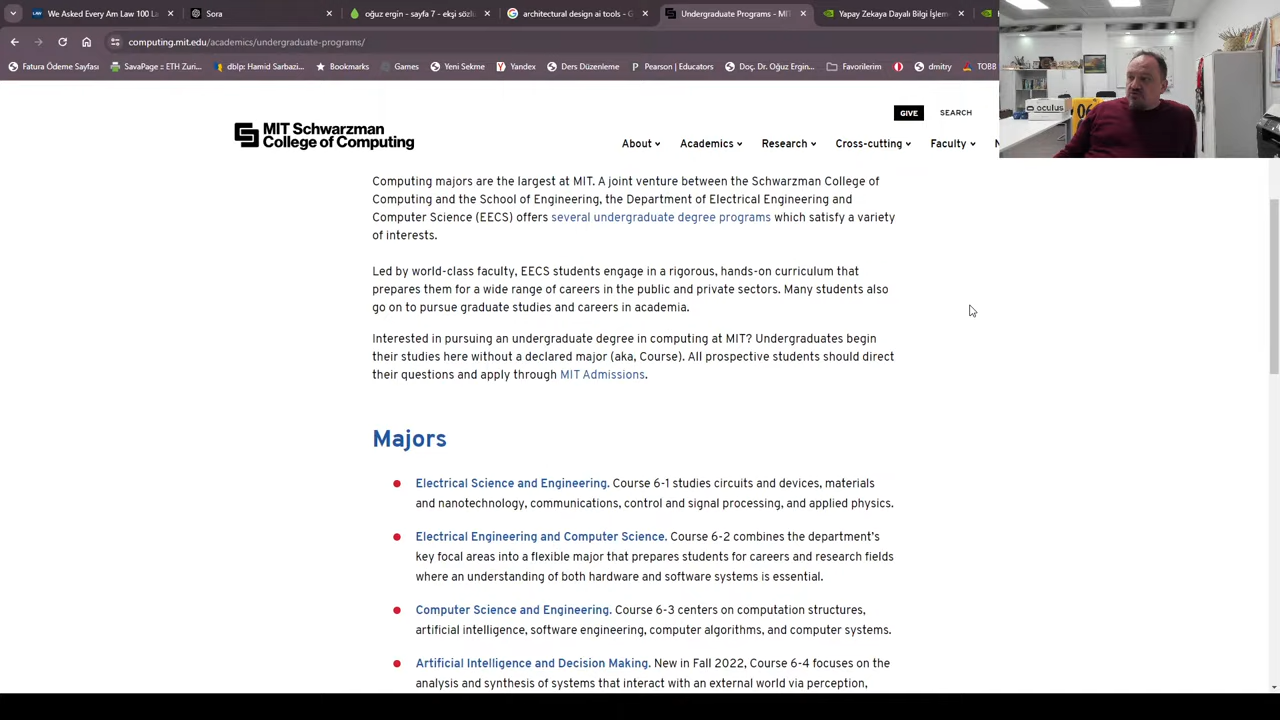 We Asked Every Am Law 100 La
Sora
oğuz ergin - sayfa 7 - ekşi sözl
architectural design ai tools - G
Undergraduate Programs - MI
Yapay Zekaya Dayalı Bilgi İşlem
computing.mit.edu/academics/undergraduate-programs/
Fatura Ödeme Sayfası
SavaPage :: ETH Zuri...
dblp: Hamid Sarbazi...
Bookmarks
Games
Yeni Sekme
Yandex
Ders Düzenleme
Pearson | Educators
Doç. Dr. Oğuz Ergin...
Favorilerim
dmitry
TOBB
oculus
06
GIVE
SEARCH
MIT Schwarzman
College of Computing
About
Academics
Research
Cross-cutting
Faculty
Computing majors are the largest at MIT. A joint venture between the Schwarzman College of
Computing and the School of Engineering, the Department of Electrical Engineering and
Computer Science (EECS) offers several undergraduate degree programs which satisfy a variety
of interests.
Led by world-class faculty, EECS students engage in a rigorous, hands-on curriculum that
prepares them for a wide range of careers in the public and private sectors. Many students also
go on to pursue graduate studies and careers in academia.
Interested in pursuing an undergraduate degree in computing at MIT? Undergraduates begin
their studies here without a declared major (aka, Course). All prospective students should direct
their questions and apply through MIT Admissions.
Majors
Electrical Science and Engineering. Course 6-1 studies circuits and devices, materials
and nanotechnology, communications, control and signal processing, and applied physics.
Electrical Engineering and Computer Science. Course 6-2 combines the department's
key focal areas into a flexible major that prepares students for careers and research fields
where an understanding of both hardware and software systems is essential.
Computer Science and Engineering. Course 6-3 centers on computation structures,
artificial intelligence, software engineering, computer algorithms, and computer systems.
Artificial Intelligence and Decision Making. New in Fall 2022, Course 6-4 focuses on the
analysis and synthesis of systems that interact with an external world via perception,